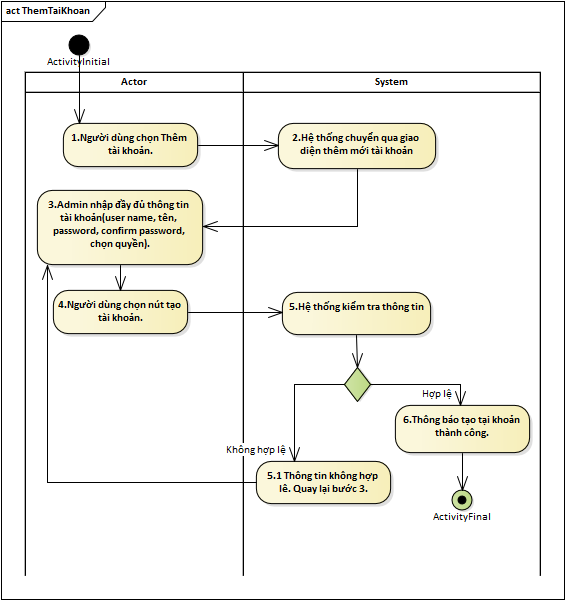 act ThemTaiKhoan
ActivityInitial
Actor
System
1.Người dùng chọn Thêm
tài khoản.
2.Hệ thống chuyển qua giao
diện thêm mới tài khoản
3.Admin nhập đầy đủ thông tin
tài khoản(user name, tên,
password, confirm password,
chọn quyền).
4.Người dùng chọn nút tạo
tài khoản.
5.Hệ thống kiểm tra thông tin
Hợp lệ
6.Thông báo tạo tại khoản
thành công.
Không hợp lệ
5.1 Thông tin không hợp
lê. Quay lại bước 3.
ActivityFinal